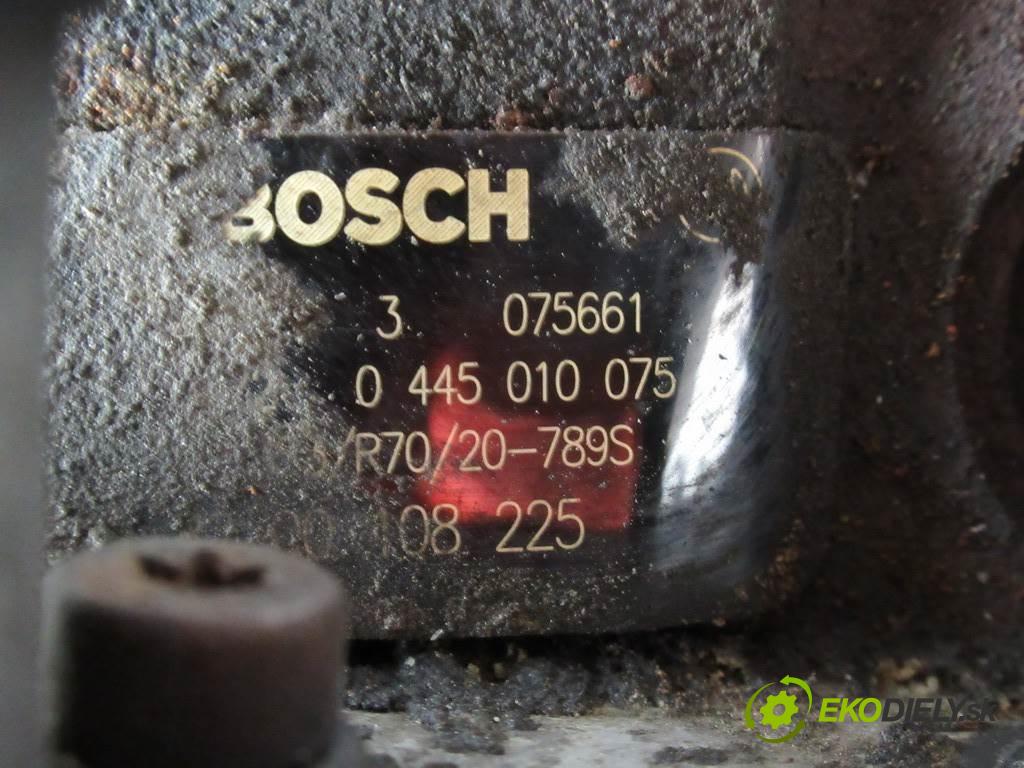 BOSCH
3 075661
0 445 010 075
/R70/20-789S
108 225
EKODIELY.SK